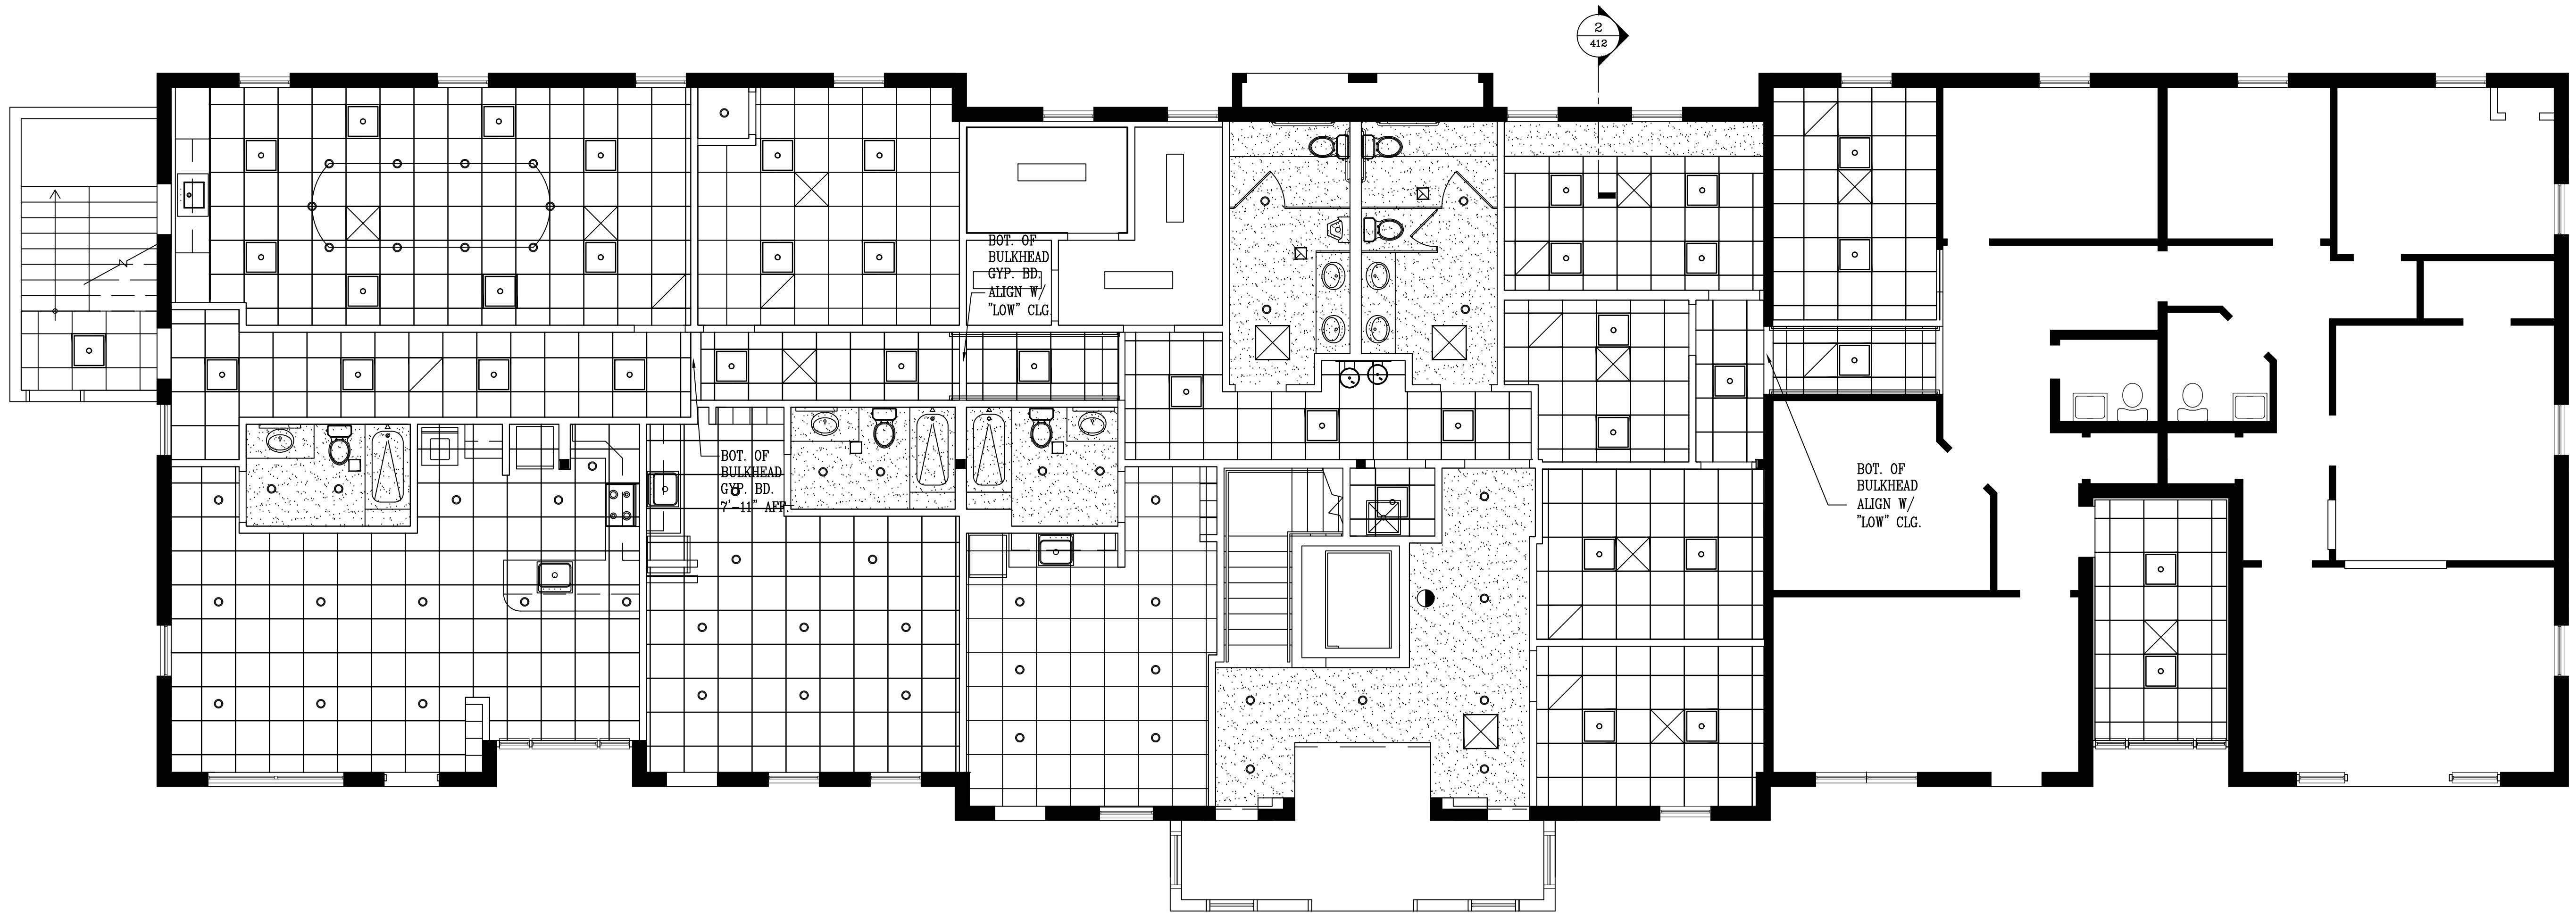 2
412
BOT. OF
BULKHEAD
GYP. BD.
ALIGN W/
"LOW" CLG.
BOT. OF
BULKHEAD
GYP. BD.
7'-11" AFF.
BOT. OF
BULKHEAD
ALIGN W/
"LOW" CLG.
N